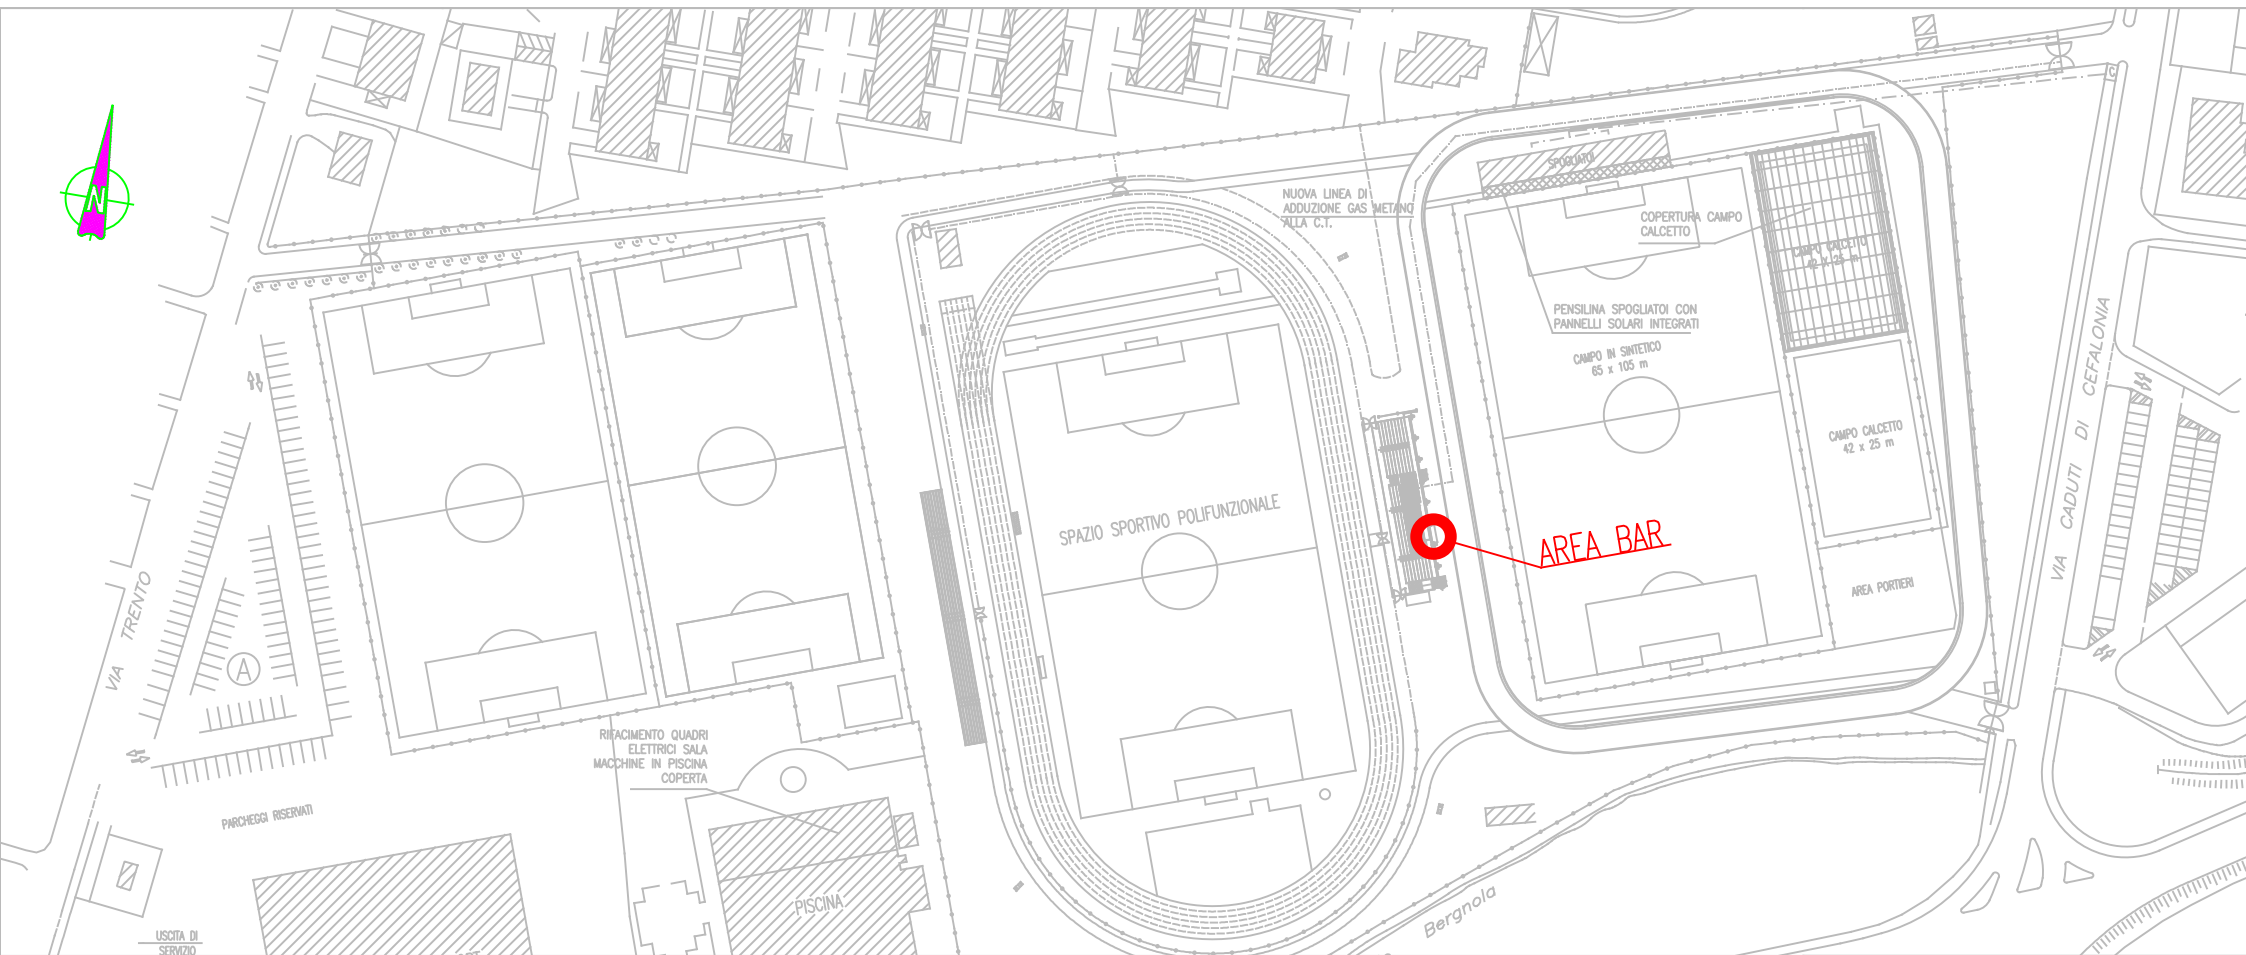 N
SPOGLIATOI
NUOVA LINEA DI
ADDUZIONE GAS METANO
ALLA C.T.
COPERTURA CAMPO
CALCETTO
CAMPO CALCETTO
42 x 25 m
PENSILINA SPOGLIATOI CON
PANNELLI SOLARI INTEGRATI
CAMPO IN SINTETICO
65 x 105 m
CAMPO CALCETTO
42 x 25 m
VIA CADUTI DI CEFALONIA
SPAZIO SPORTIVO POLIFUNZIONALE
AREA BAR
AREA PORTIERI
VIA TRENTO
A
RIFACIMENTO QUADRI
ELETTRICI SALA
MACCHINE IN PISCINA
COPERTA
PARCHEGGI RISERVATI
PISCINA
Bergnola
USCITA DI
SERVIZIO